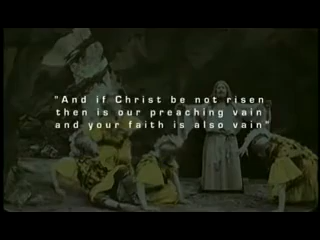 "And if Christ be not risen
then is our preaching vain
and your faith is also vain"